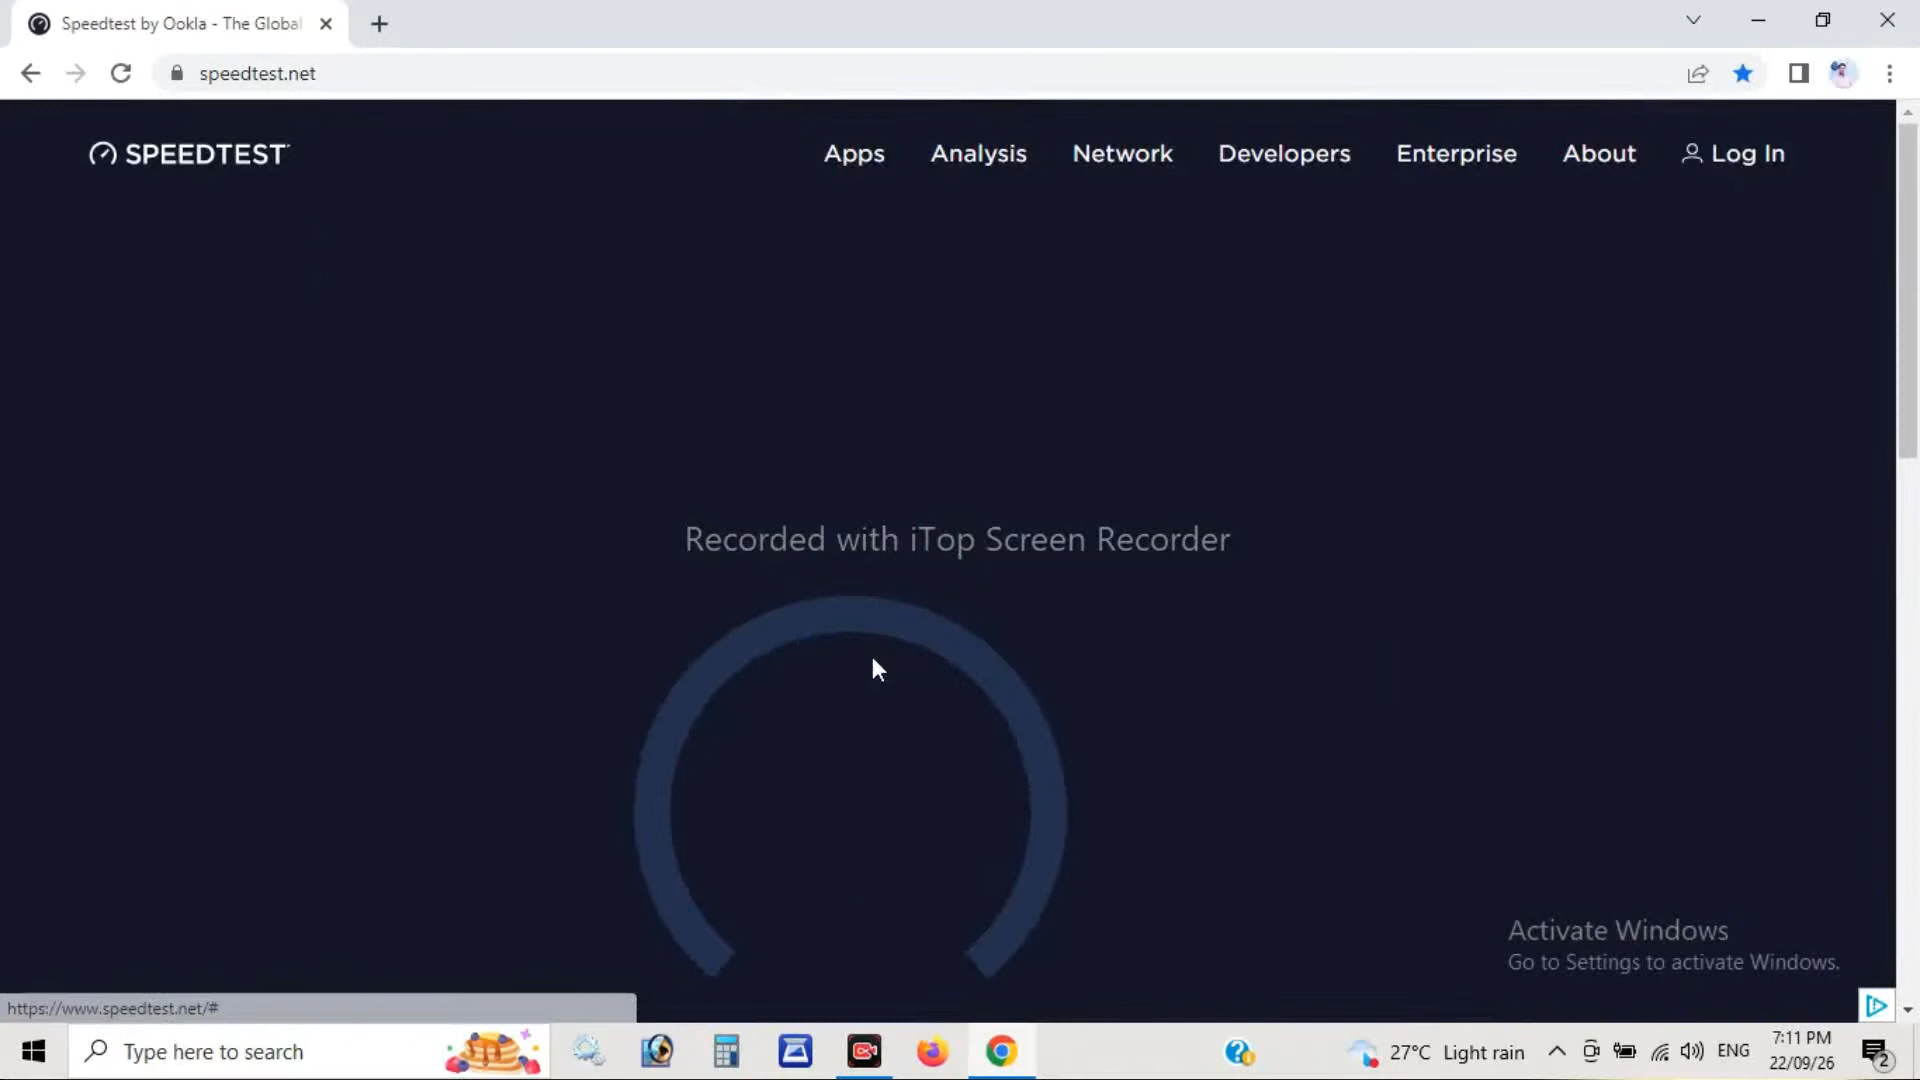 Speedtest by Ookla - The Global
speedtest.net
SPEEDTEST
Apps
Analysis
Network
Developers
Enterprise
About
Log In
Recorded with iTop Screen Recorder
Activate Windows
Go to Settings to activate Windows.
https://www.speedtest.net/#
Type here to search
27°C Light rain
ENG
7:11 PM
22/09/26
2